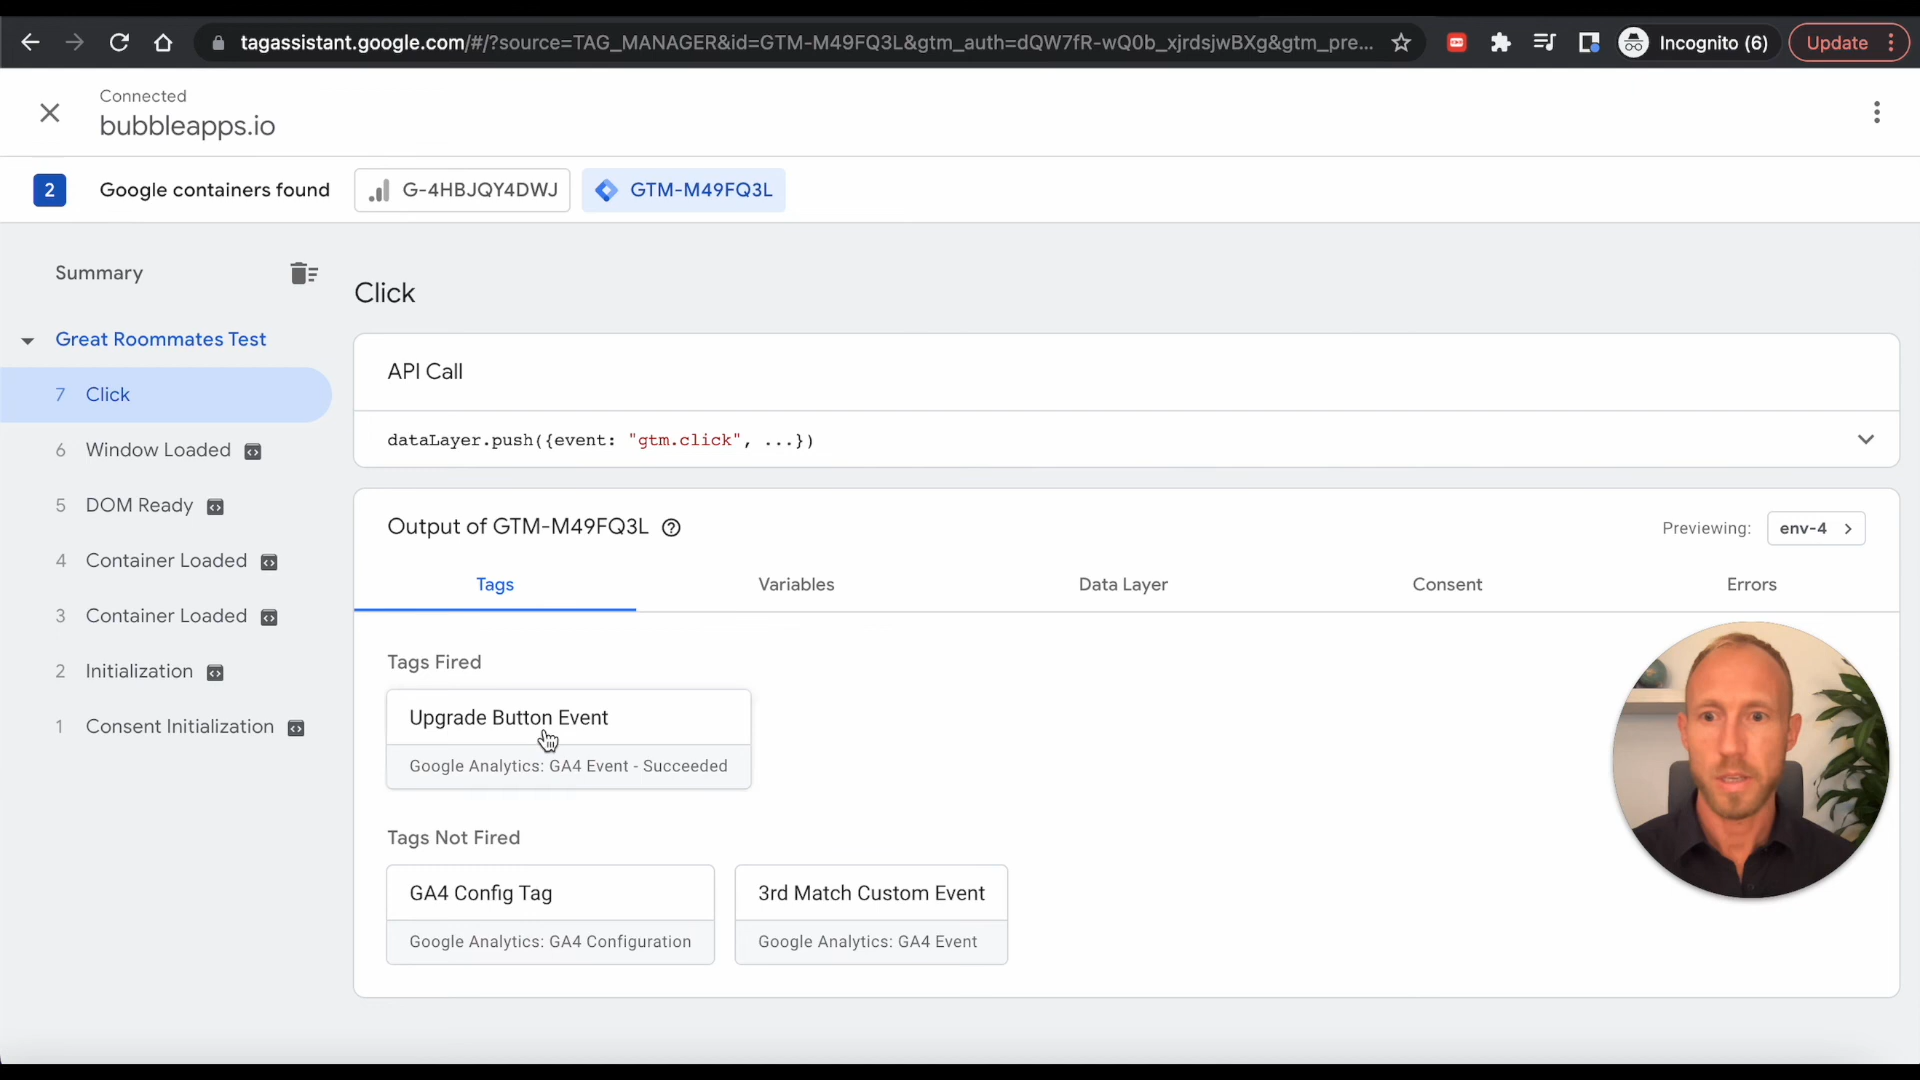 tagassistant.google.com/#/?source=TAG_MANAGER&id=GTM-M49FQ3L&gtm_auth=dQW7fR-wQ0b_xjrdsjwBXg&gtm_pre...
Incognito (6)
Update
Connected
bubbleapps.io
2 Google containers found G-4HBJQY4DWJ GTM-M49FQ3L
Summary
Great Roommates Test
7 Click
6 Window Loaded
5 DOM Ready
4 Container Loaded
3 Container Loaded
2 Initialization
1 Consent Initialization
Click
API Call
dataLayer.push({event: "gtm.click", ...})
Output of GTM-M49FQ3L
Previewing: env-4
Tags Variables Data Layer Consent Errors
Tags Fired
Upgrade Button Event
Google Analytics: GA4 Event - Succeeded
Tags Not Fired
GA4 Config Tag
Google Analytics: GA4 Configuration
3rd Match Custom Event
Google Analytics: GA4 Event